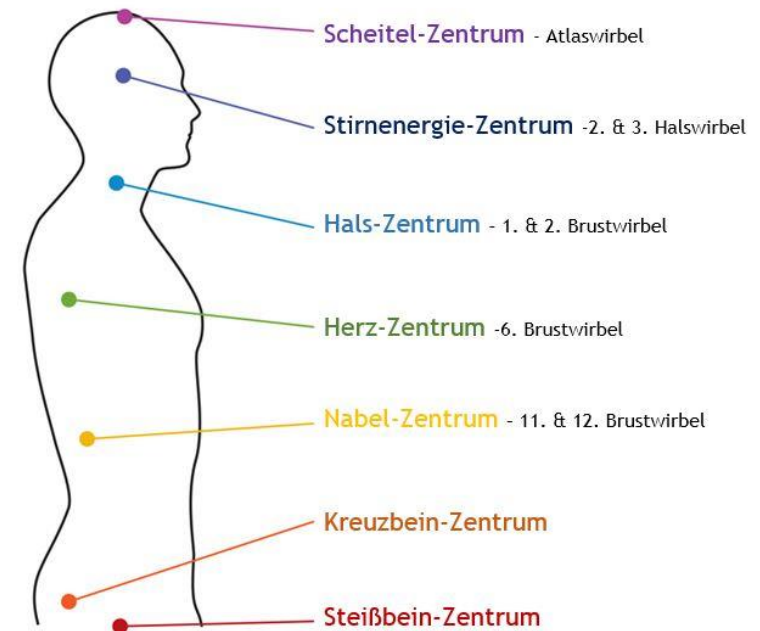 Scheitel-Zentrum - Atlaswirbel
Stirnenergie-Zentrum -2. & 3. Halswirbel
Hals-Zentrum - 1. & 2. Brustwirbel
Herz-Zentrum -6. Brustwirbel
Nabel-Zentrum - 11. & 12. Brustwirbel
Kreuzbein-Zentrum
Steißbein-Zentrum